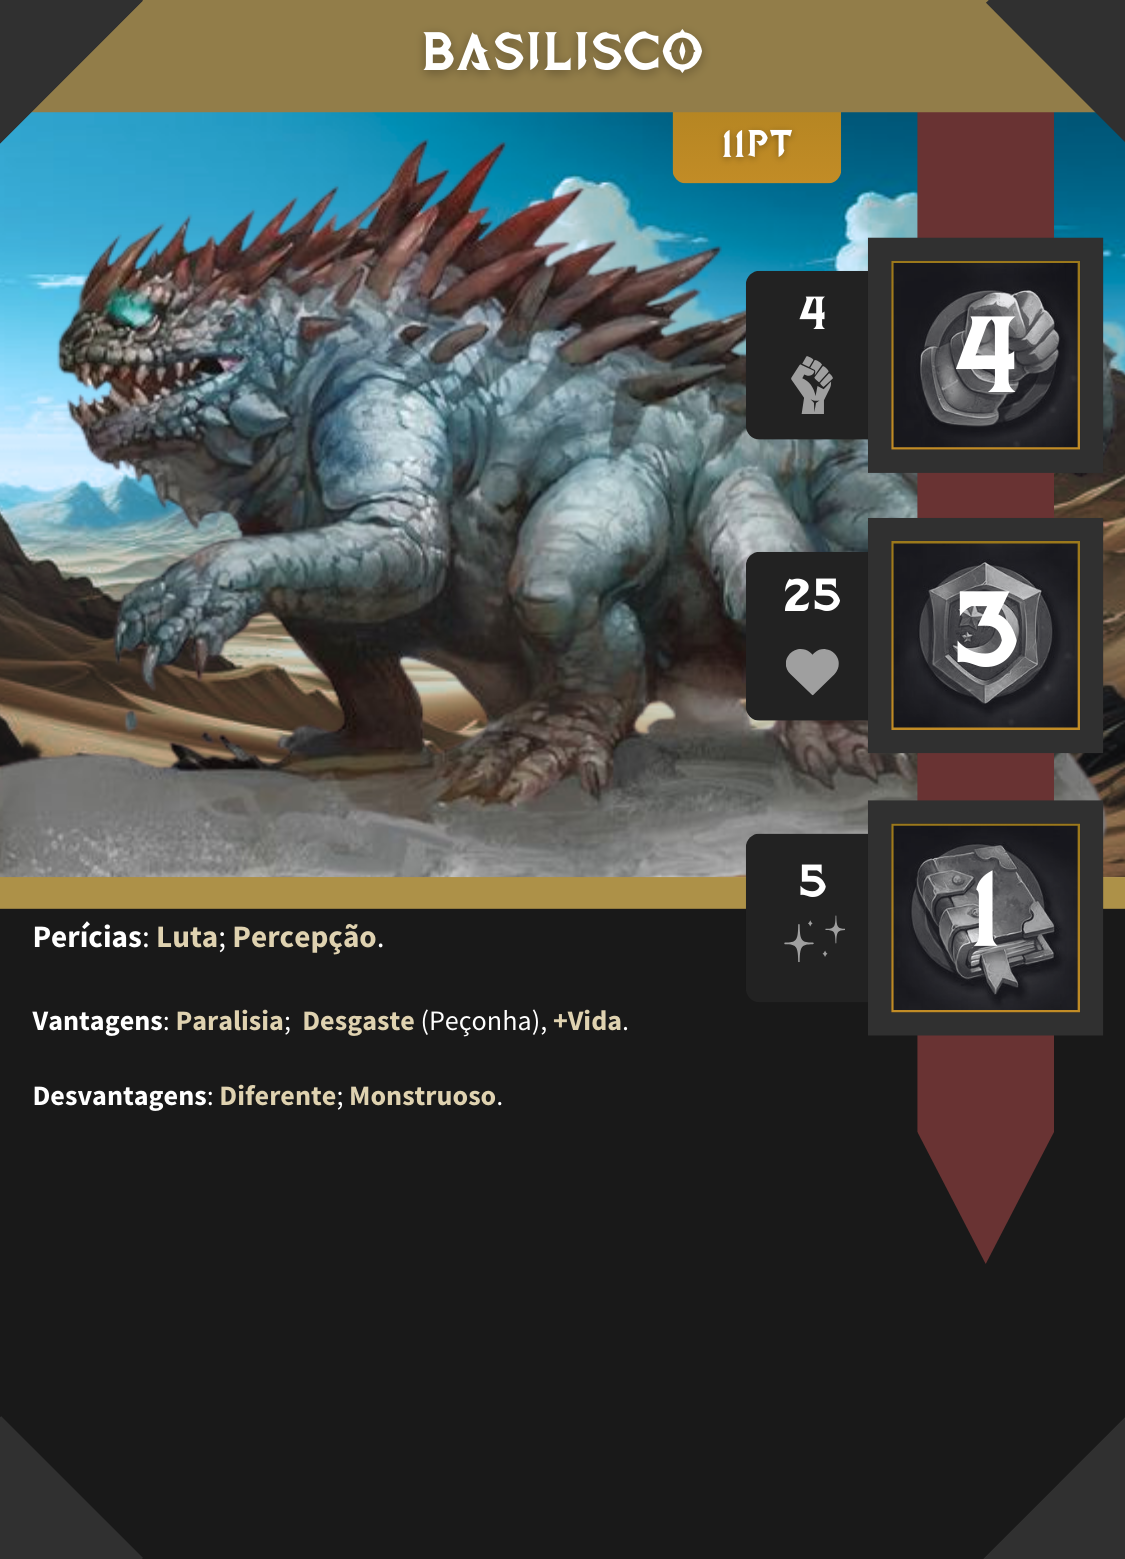 BASILISCO
11PT
4
4
25
3
5
1
Perícias: Luta; Percepção.
Vantagens: Paralisia; Desgaste (Peçonha), +Vida.
Desvantagens: Diferente; Monstruoso.